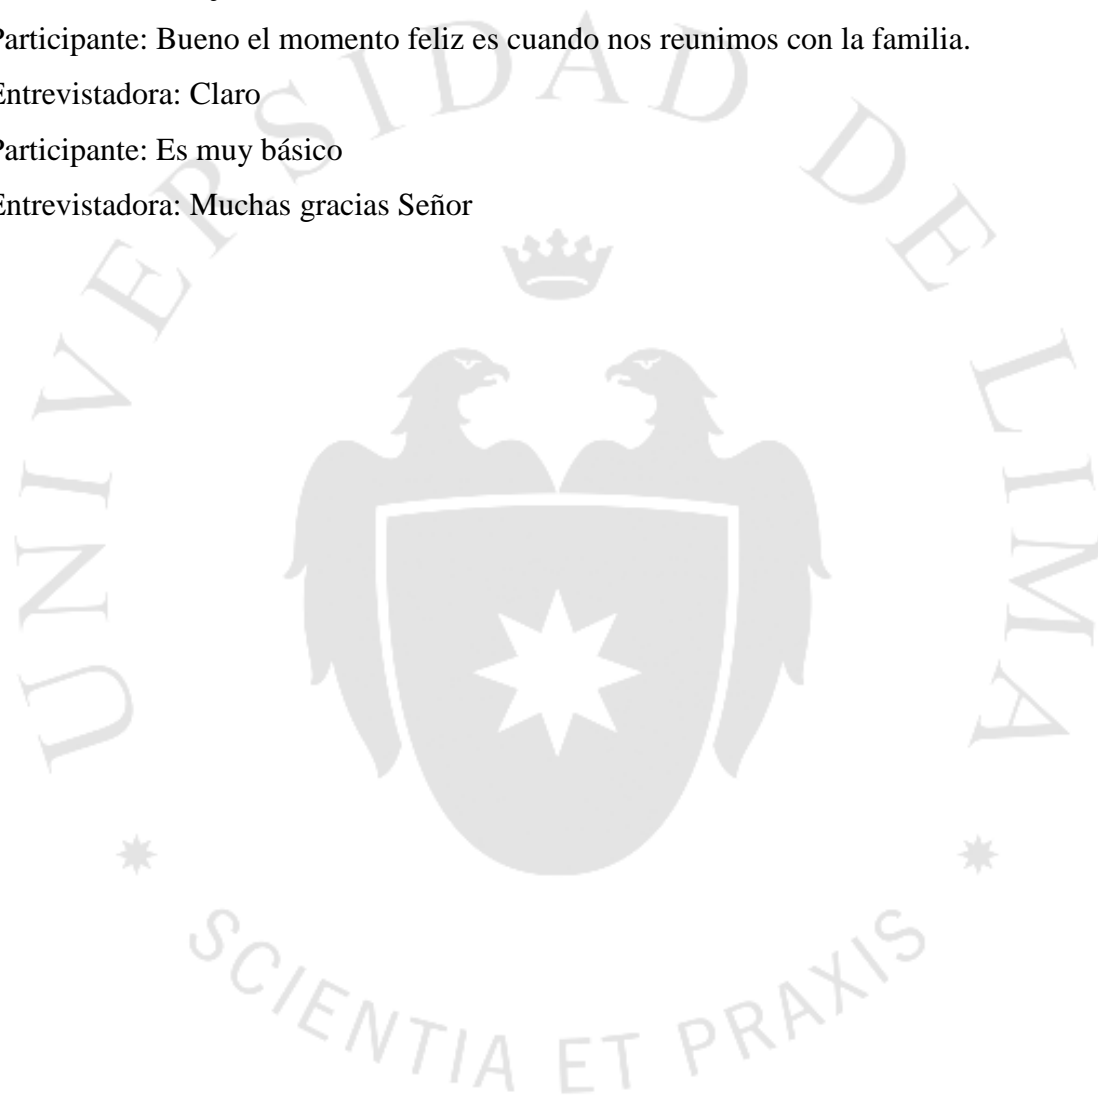 Participante: Bueno el momento feliz es cuando nos reunimos con la familia.
Entrevistadora: Claro
Participante: Es muy básico
Entrevistadora: Muchas gracias Señor
UNIVERSIDAD DE LIMA
SCIENTIA ET PRAXIS